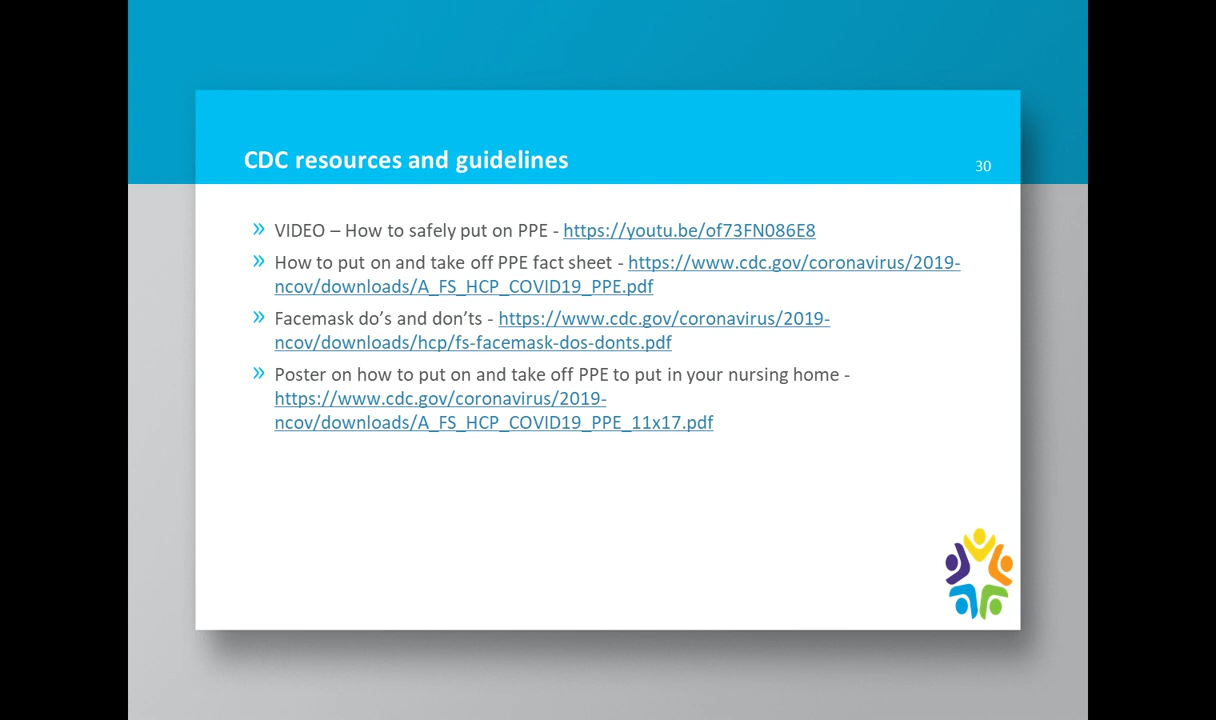 CDC resources and guidelines
30
» VIDEO – How to safely put on PPE - https://youtu.be/of73FN086E8
» How to put on and take off PPE fact sheet - https://www.cdc.gov/coronavirus/2019-
ncov/downloads/A_FS_HCP_COVID19_PPE.pdf
» Facemask do’s and don’ts - https://www.cdc.gov/coronavirus/2019-
ncov/downloads/hcp/fs-facemask-dos-donts.pdf
» Poster on how to put on and take off PPE to put in your nursing home -
https://www.cdc.gov/coronavirus/2019-
ncov/downloads/A_FS_HCP_COVID19_PPE_11x17.pdf